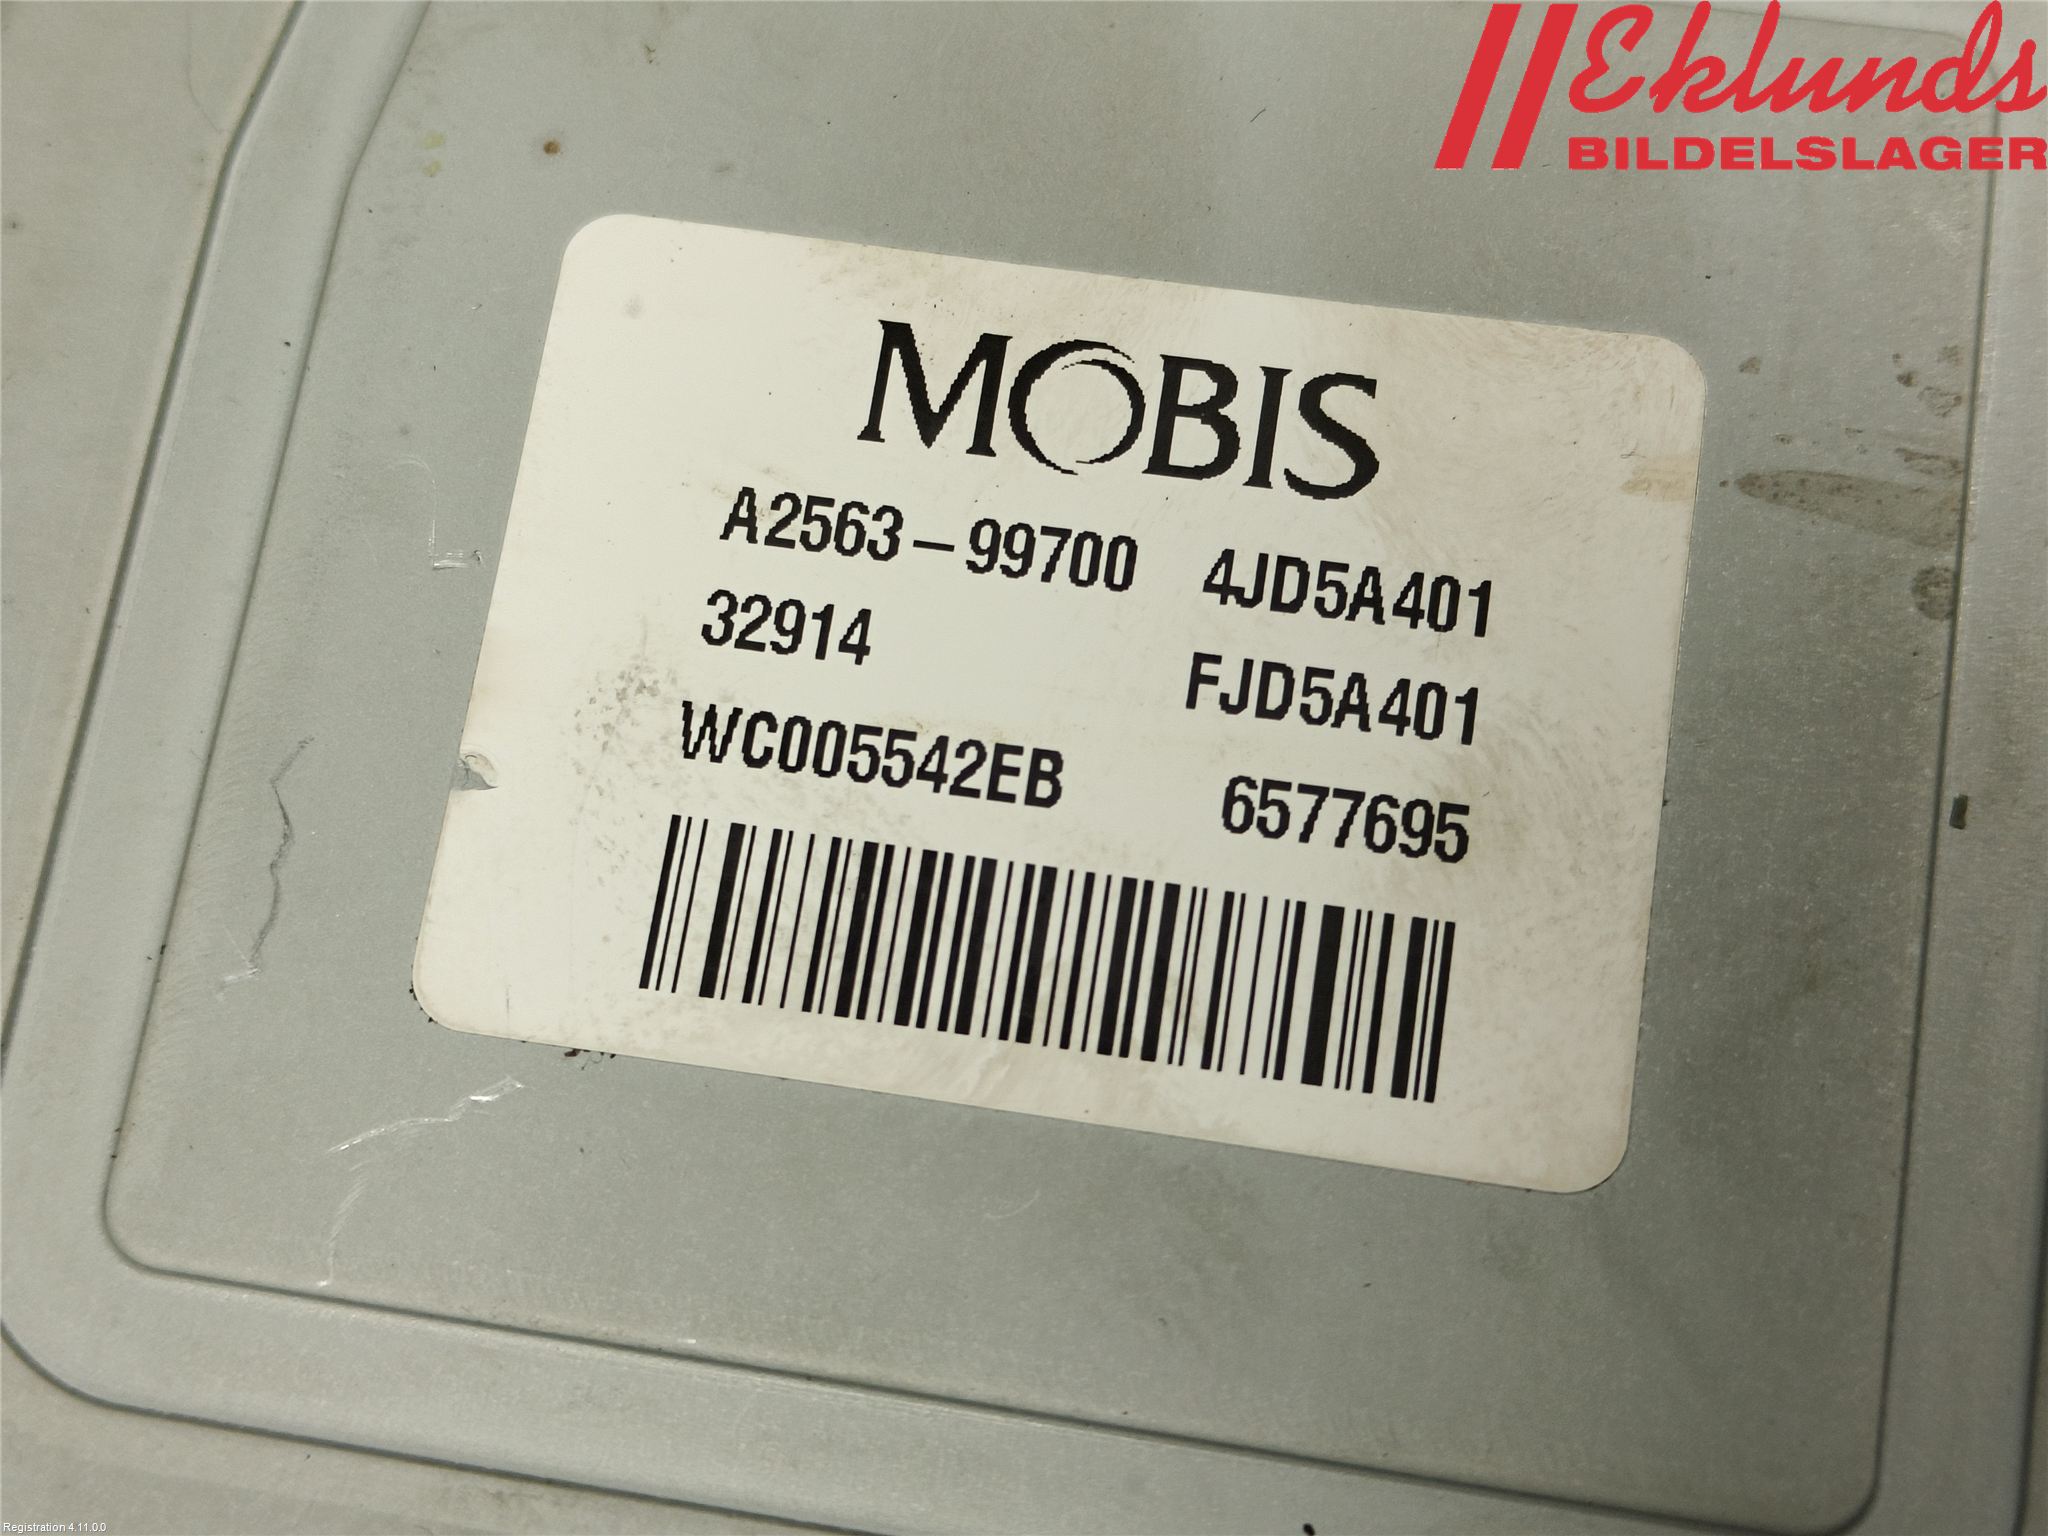 Eklunds
BILDELSLAGER
MOBIS
A2563-99700 4JD5A401
32914 FJD5A401
WC005542EB 6577695
Registration 4.11.0.0